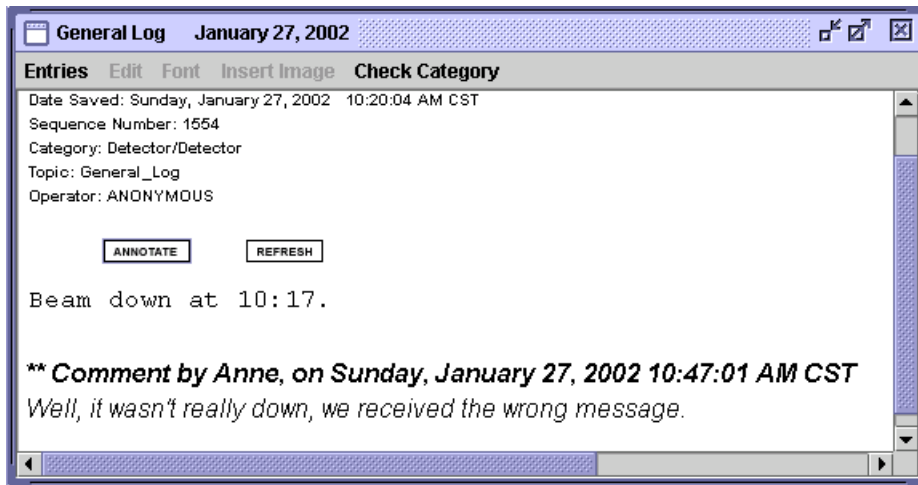 General Log January 27, 2002
Entries Edit Font Insert Image Check Category
Date Saved: Sunday, January 27, 2002 10:20:04 AM CST
Sequence Number: 1554
Category: Detector/Detector
Topic: General_Log
Operator: ANONYMOUS
ANNOTATE REFRESH
Beam down at 10:17.
** Comment by Anne, on Sunday, January 27, 2002 10:47:01 AM CST
Well, it wasn't really down, we received the wrong message.